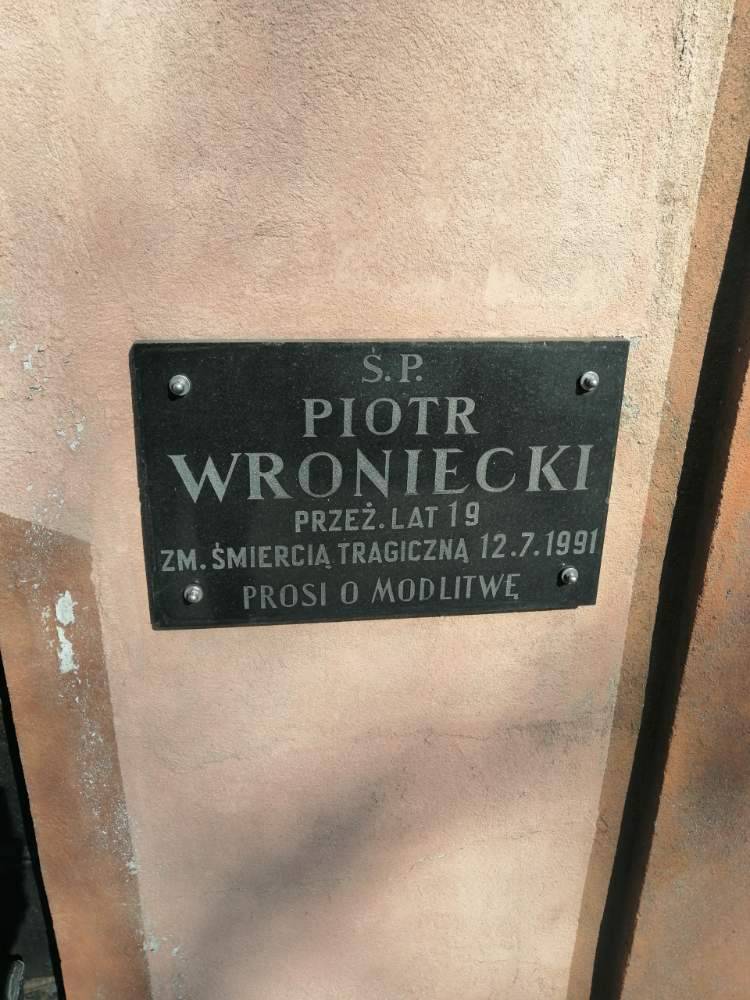 Ś.P.
PIOTR
WRONIECKI
PRZEŻ. LAT 19
ZM. ŚMIERCIĄ TRAGICZNĄ 12.7.1991
PROSI O MODLITWĘ